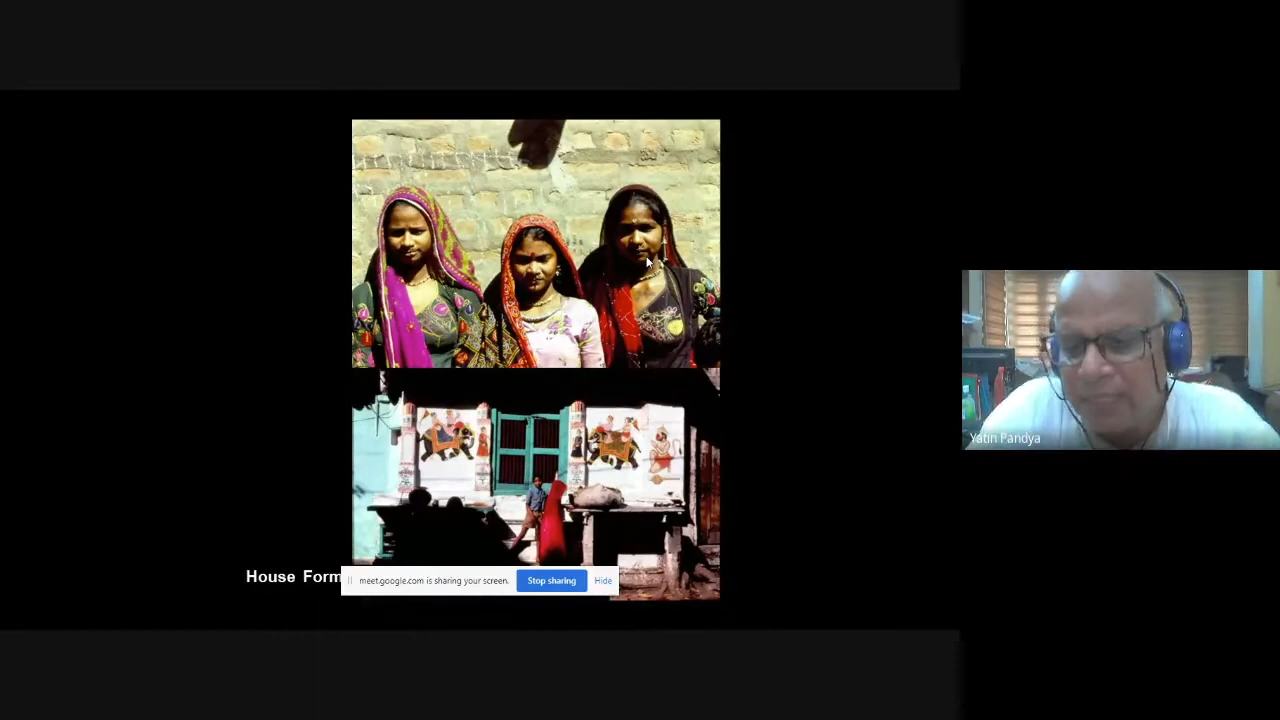 House Form
meet.google.com is sharing your screen. Stop sharing Hide
Yatin Pandya